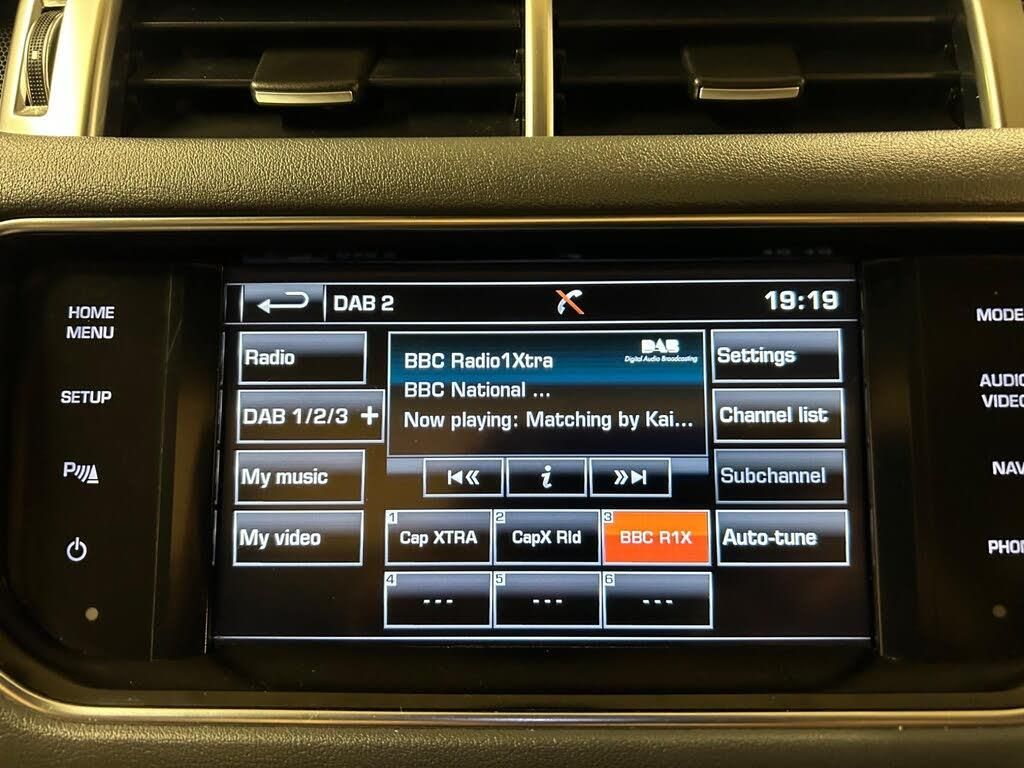 HOME
MENU
SETUP
P
DAB 2
19:19
Radio
DAB 1/2/3 +
My music
My video
BBC Radio1Xtra
DAB
Digital Audio Broadcasting
BBC National ...
Now playing: Matching by Kai...
i
1
Cap XTRA
2
CapX Rld
3
BBC R1X
4
---
5
---
6
---
Settings
Channel list
Subchannel
Auto-tune
MODE
AUDIO
VIDEO
NAV
PHO